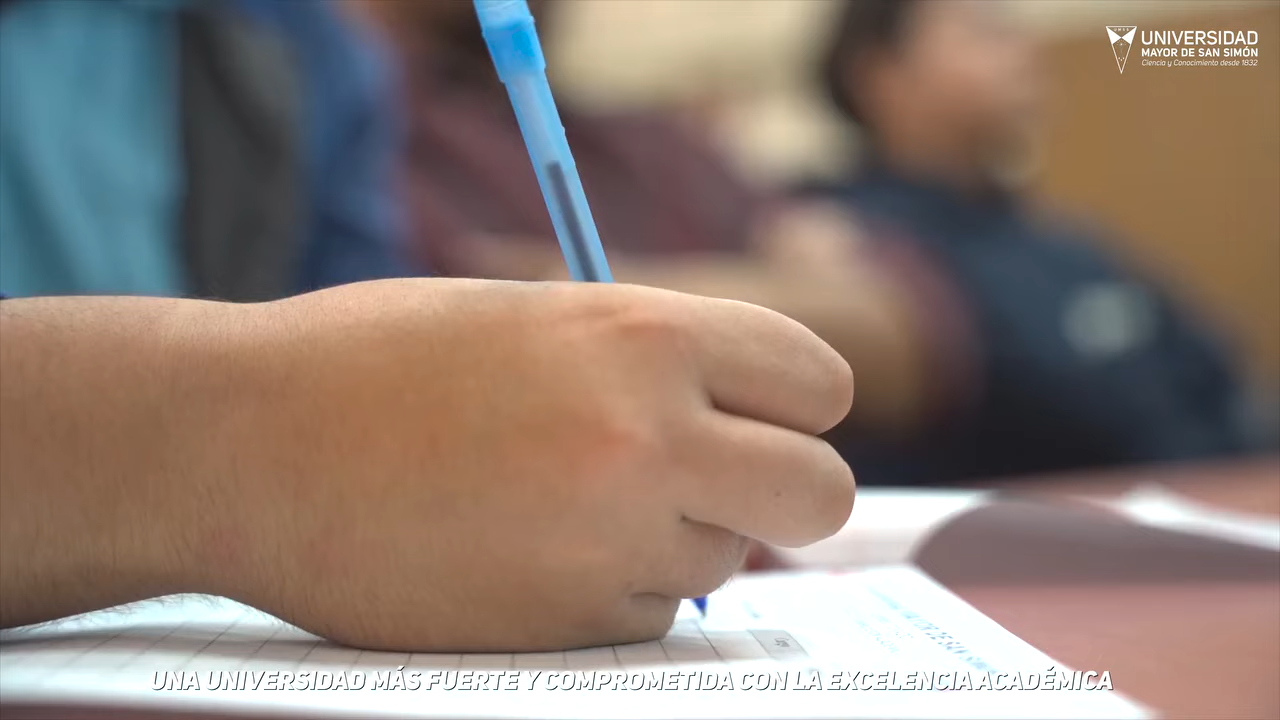 UNIVERSIDAD
MAYOR DE SAN SIMÓN
Ciencia y Conocimiento desde 1832
UNA UNIVERSIDAD MÁS FUERTE Y COMPROMETIDA CON LA EXCELENCIA ACADÉMICA